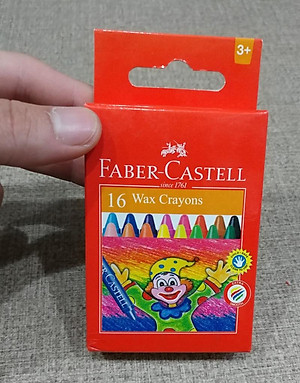 3+
FABER-CASTELL
since 1761
16 Wax Crayons
CASTELL